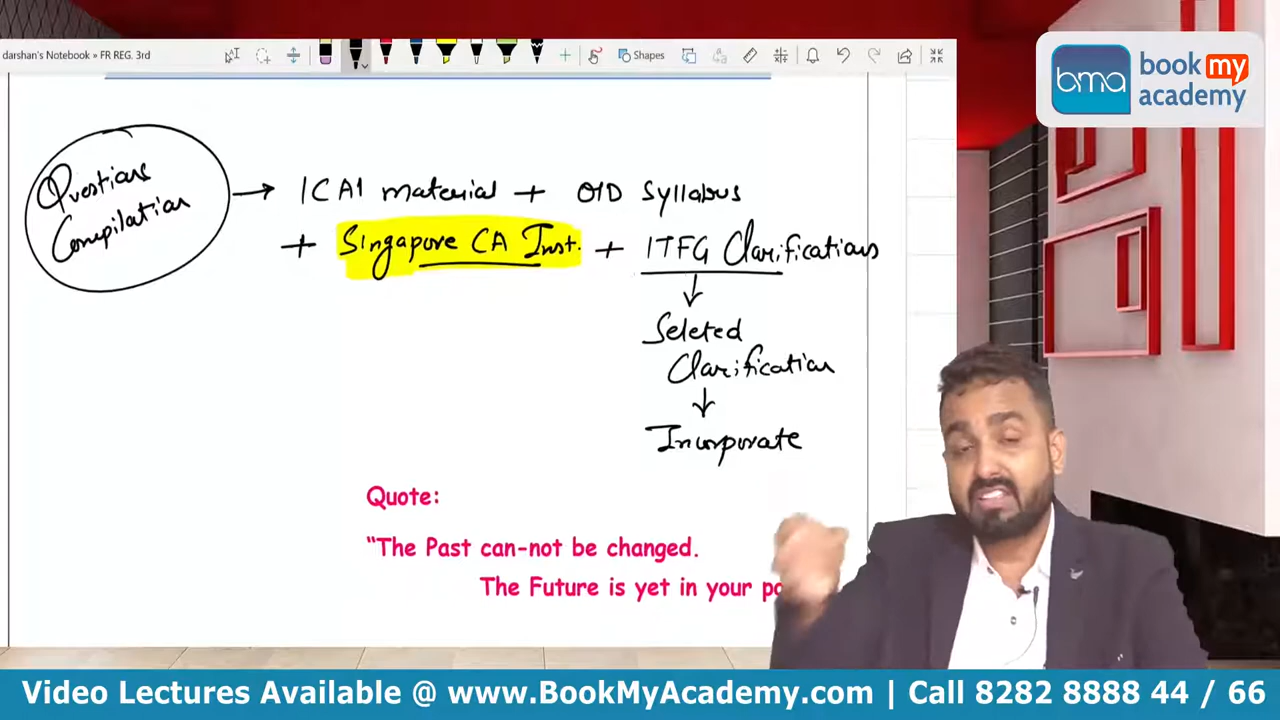 darshan's Notebook » FR REG. 3rd
Shapes
bma
book my
academy
Questions
Compilation
→ ICAI material + Old Syllabus
+ Singapore CA Inst. + ITFG Clarifications
↓
Seleted
Clarification
↓
Incorporate
Quote:
“The Past can-not be changed.
The Future is yet in your
Video Lectures Available @ www.BookMyAcademy.com | Call 8282 8888 44 / 66